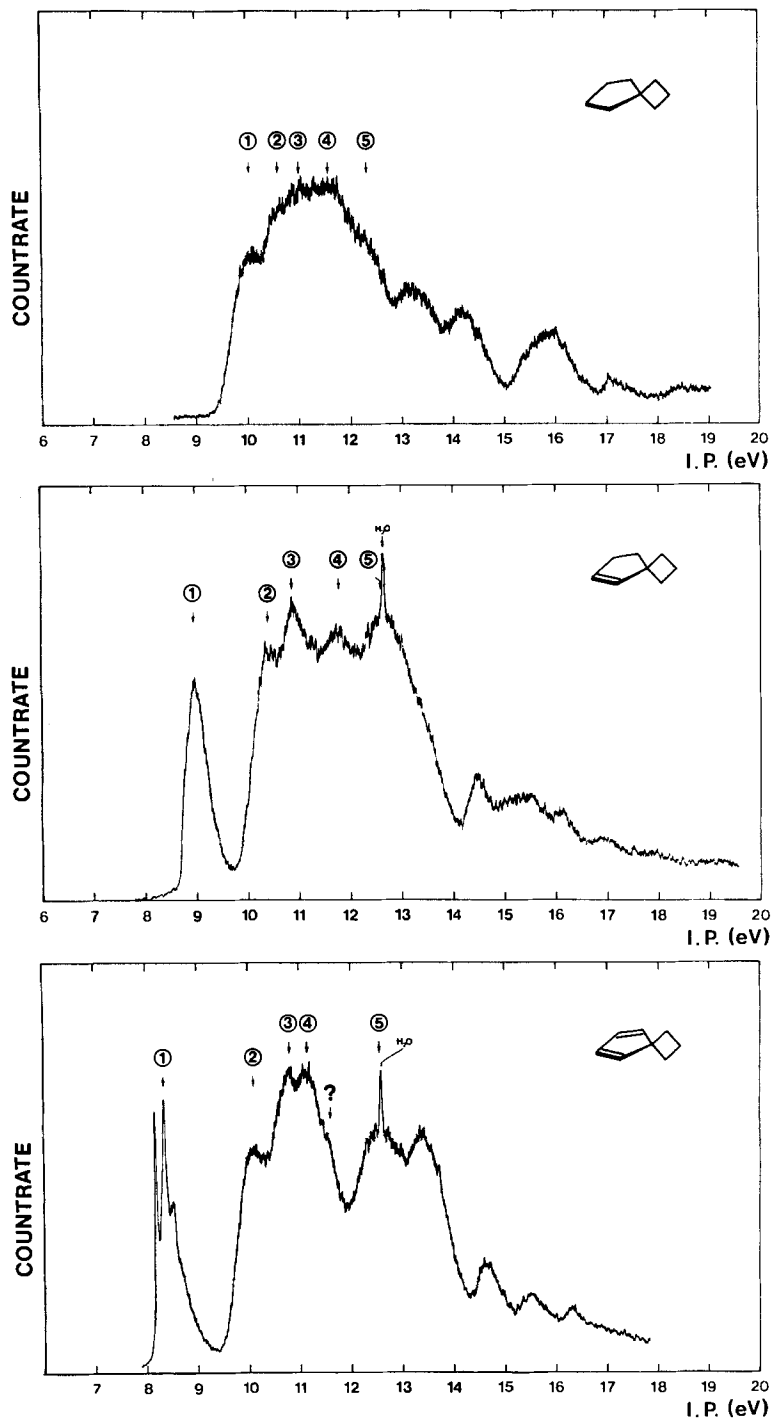 ① ② ③ ④ ⑤
COUNTRATE
6 7 8 9 10 11 12 13 14 15 16 17 18 19 20
I.P. (eV)
H₂O
① ② ③ ④ ⑤
COUNTRATE
6 7 8 9 10 11 12 13 14 15 16 17 18 19 20
I.P. (eV)
① ② ③ ④ ? ⑤ H₂O
COUNTRATE
7 8 9 10 11 12 13 14 15 16 17 18 19 20
I.P. (eV)